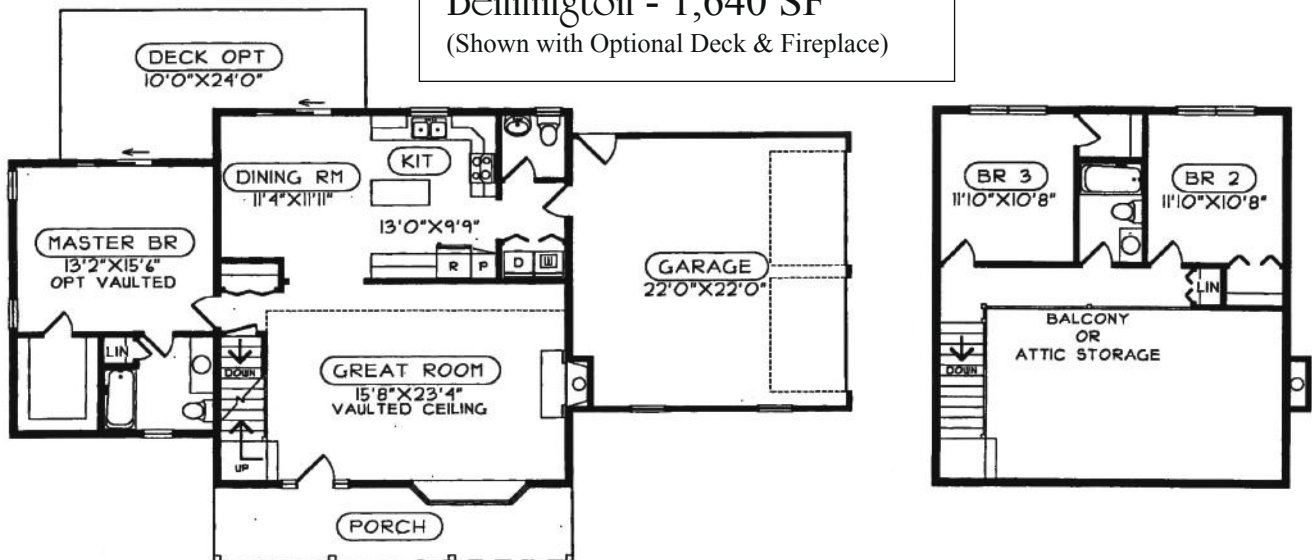 Bennington - 1,640 SF
(Shown with Optional Deck & Fireplace)
DECK OPT
10'0"X24'0"
DINING RM
11'4"X11'11"
KIT
13'0"X9'9"
MASTER BR
13'2"X15'6"
OPT VAULTED
R
P
D
W
GARAGE
22'0"X22'0"
LIN
DOWN
UP
GREAT ROOM
15'8"X23'4"
VAULTED CEILING
PORCH
BR 3
11'10"X10'8"
BR 2
11'10"X10'8"
LIN
BALCONY
OR
ATTIC STORAGE
DOWN